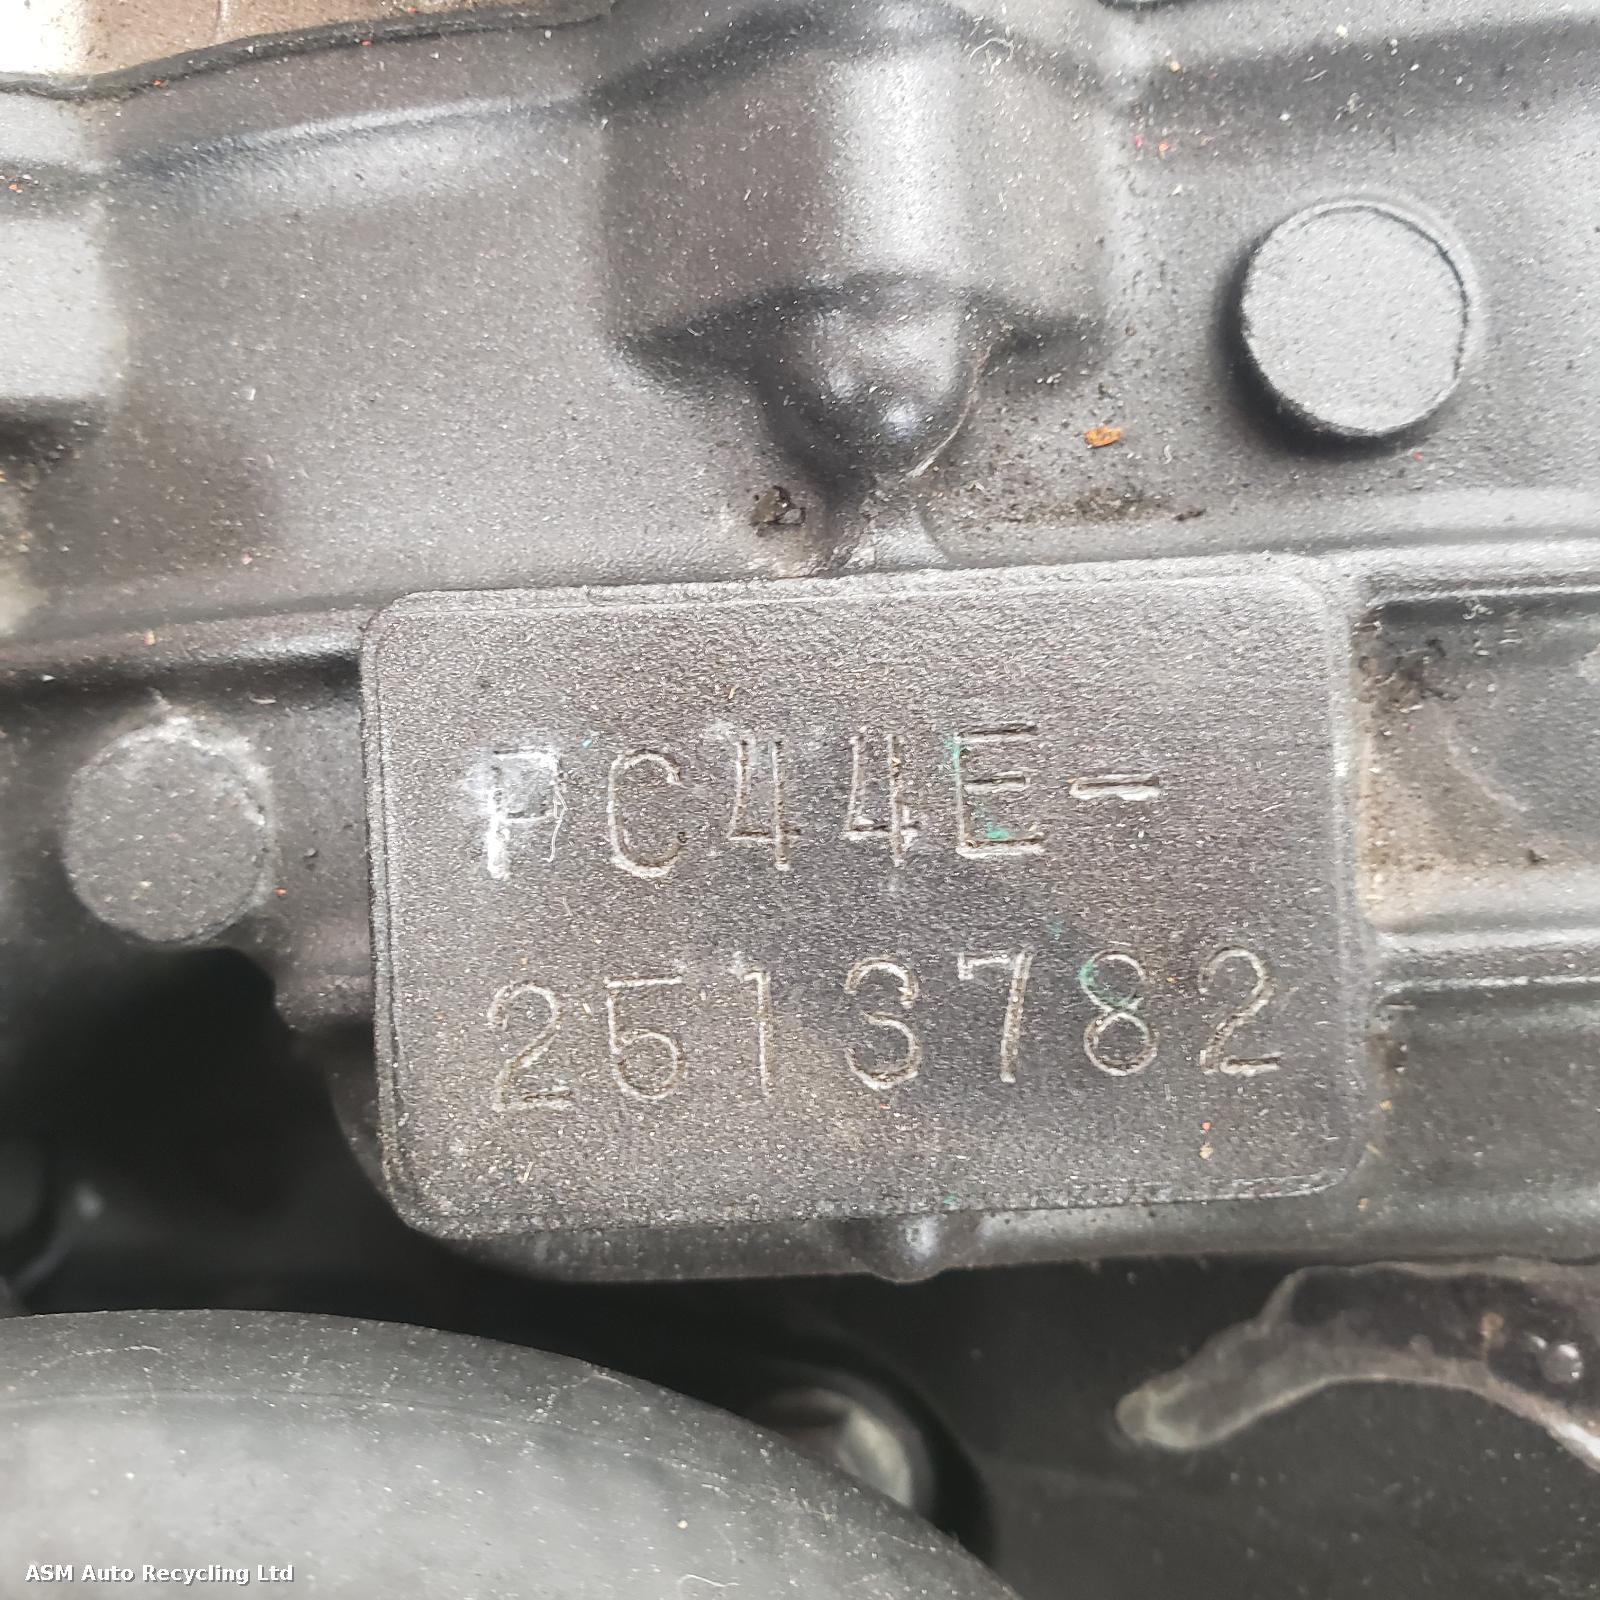 PC44E-
2513782
ASM Auto Recycling Ltd